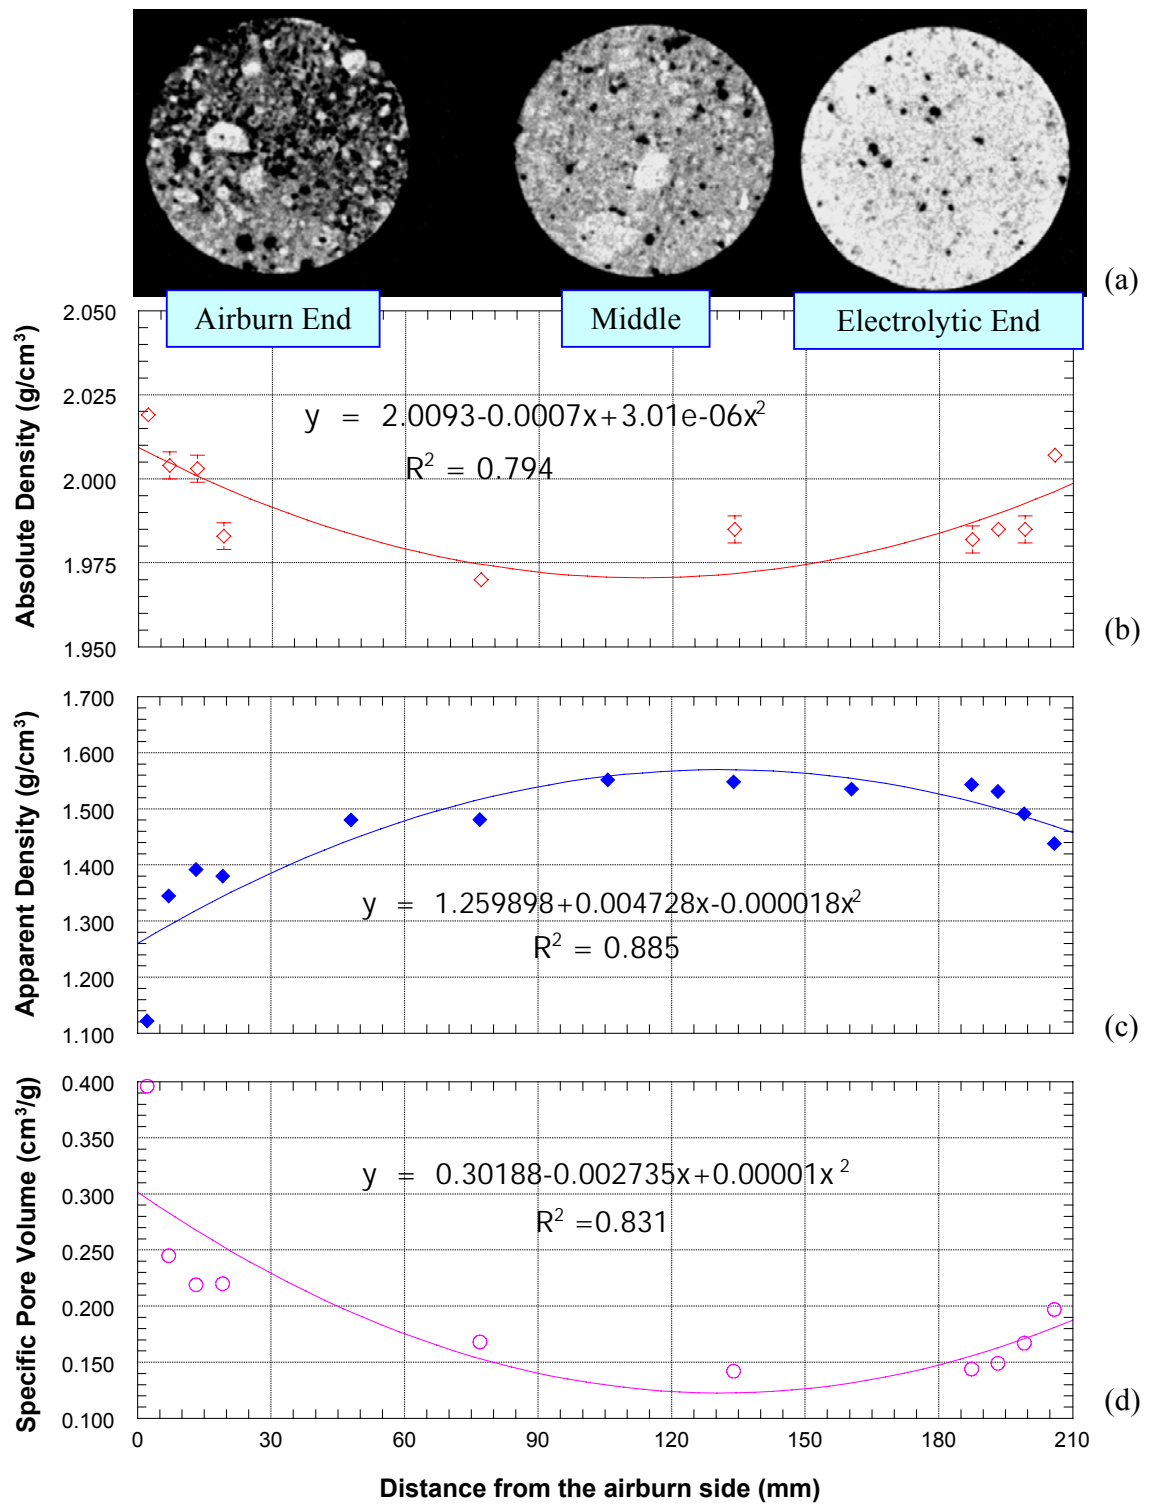 (a)
Airburn End
Middle
Electrolytic End
Absolute Density (g/cm³)
2.050
2.025
2.000
1.975
1.950
y = 2.0093-0.0007x+3.01e-06x²
R² = 0.794
(b)
Apparent Density (g/cm³)
1.700
1.600
1.500
1.400
1.300
1.200
1.100
y = 1.259898+0.004728x-0.000018x²
R² = 0.885
(c)
Specific Pore Volume (cm³/g)
0.400
0.350
0.300
0.250
0.200
0.150
0.100
y = 0.30188-0.002735x+0.00001x²
R² =0.831
(d)
0 30 60 90 120 150 180 210
Distance from the airburn side (mm)